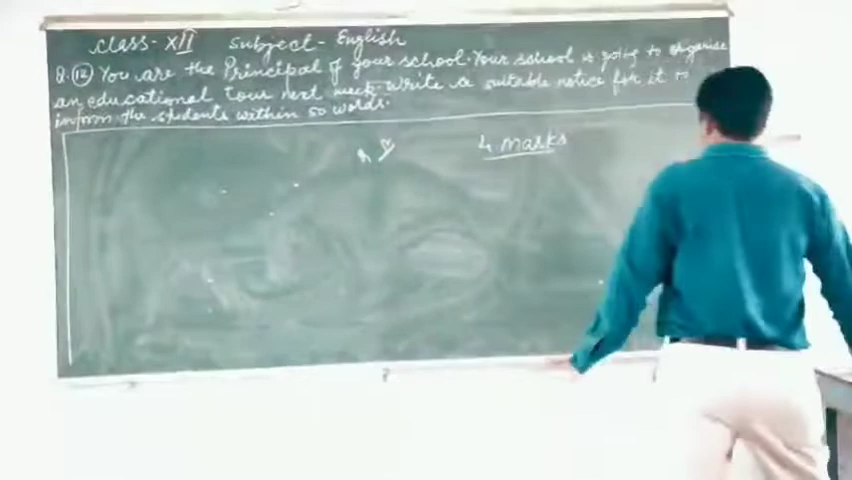 Class- XII Subject- English
Q. 12 You are the Principal of your school. Your school is going to organise
an educational tour next week. Write a suitable notice for it to
inform the students within 50 words.
4 marks